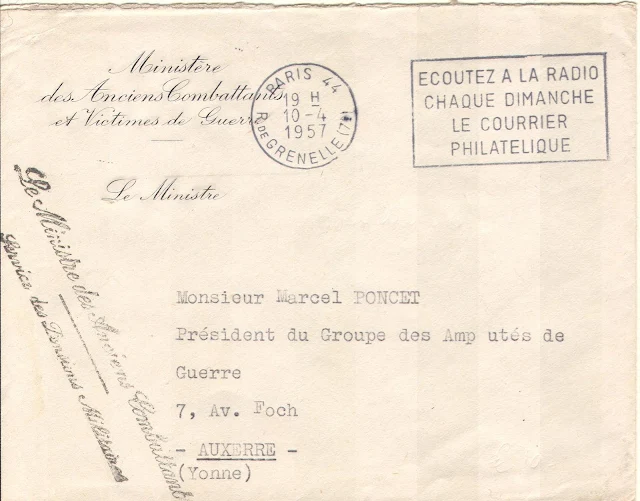 Ministère
des Anciens Combattants
et Victimes de Guerre
Le Ministre
PARIS 44
19 H
10-4
1957
R. DE GRENELLE (7e)
ECOUTEZ A LA RADIO
CHAQUE DIMANCHE
LE COURRIER
PHILATELIQUE
Le Ministre des Anciens Combattants
Service des Pensions Militaires
Monsieur Marcel PONCET
Président du Groupe des Amp utés de
Guerre
7, Av. Foch
- AUXERRE -
(Yonne)